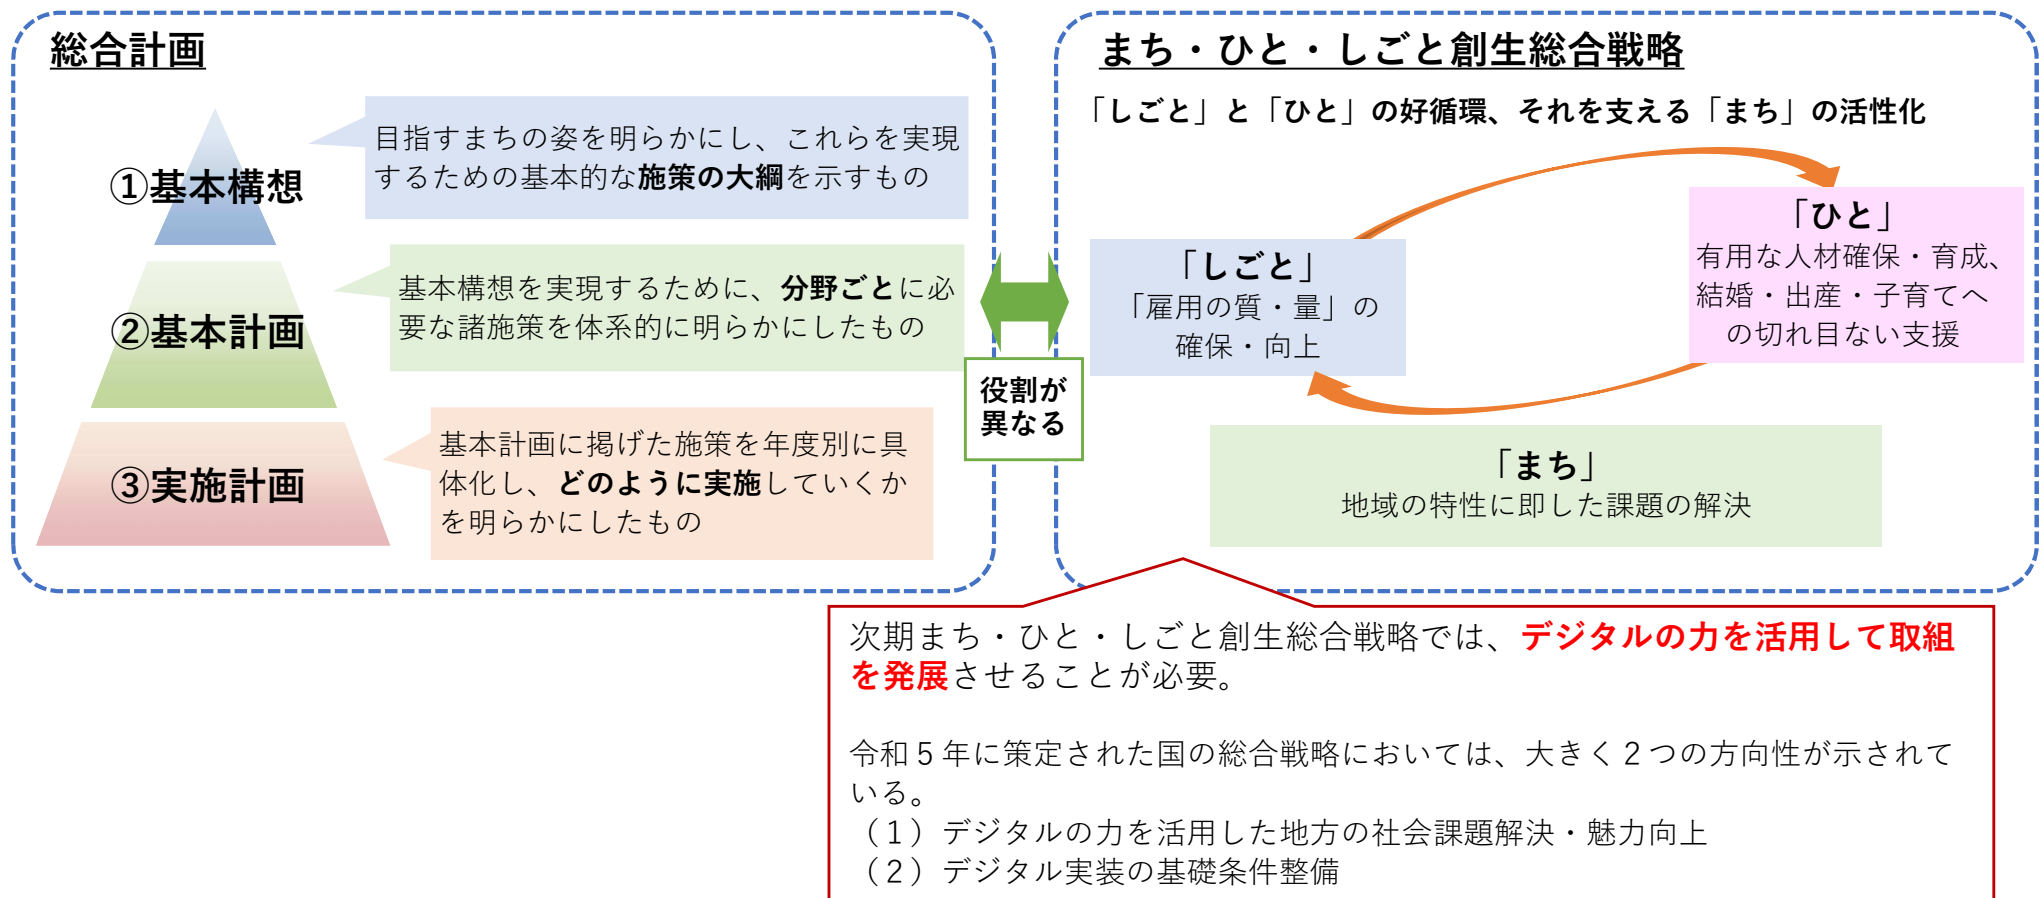 総合計画
①基本構想
目指すまちの姿を明らかにし、これらを実現
するための基本的な施策の大綱を示すもの
②基本計画
基本構想を実現するために、分野ごとに必
要な諸施策を体系的に明らかにしたもの
③実施計画
基本計画に掲げた施策を年度別に具
体化し、どのように実施していくか
を明らかにしたもの
役割が
異なる
まち・ひと・しごと創生総合戦略
「しごと」と「ひと」の好循環、それを支える「まち」の活性化
「しごと」
「雇用の質・量」の
確保・向上
「ひと」
有用な人材確保・育成、
結婚・出産・子育てへ
の切れ目ない支援
「まち」
地域の特性に即した課題の解決
次期まち・ひと・しごと創生総合戦略では、デジタルの力を活用して取組
を発展させることが必要。
令和5年に策定された国の総合戦略においては、大きく2つの方向性が示されて
いる。
（1）デジタルの力を活用した地方の社会課題解決・魅力向上
（2）デジタル実装の基礎条件整備